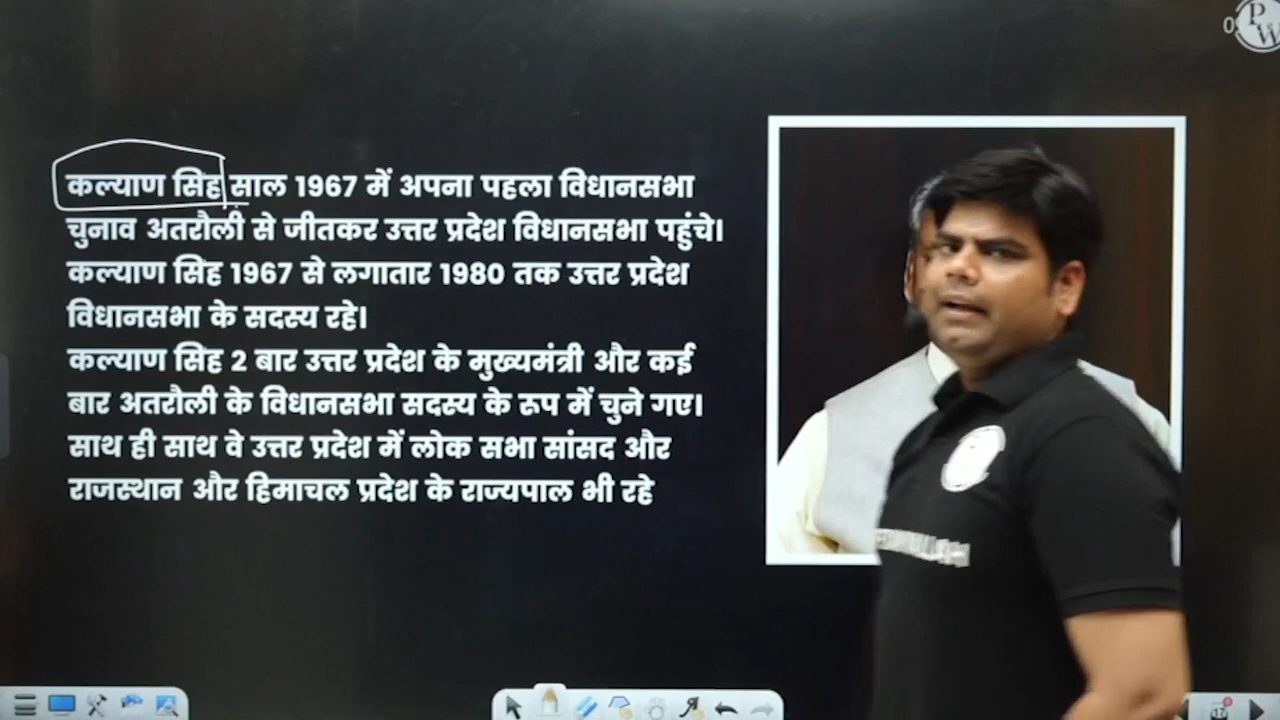 कल्याण सिंह साल 1967 में अपना पहला विधानसभा
चुनाव अतरौली से जीतकर उत्तर प्रदेश विधानसभा पहुंचे।
कल्याण सिंह 1967 से लगातार 1980 तक उत्तर प्रदेश
विधानसभा के सदस्य रहे।
कल्याण सिंह 2 बार उत्तर प्रदेश के मुख्यमंत्री और कई
बार अतरौली के विधानसभा सदस्य के रूप में चुने गए।
साथ ही साथ वे उत्तर प्रदेश में लोक सभा सांसद और
राजस्थान और हिमाचल प्रदेश के राज्यपाल भी रहे
PW